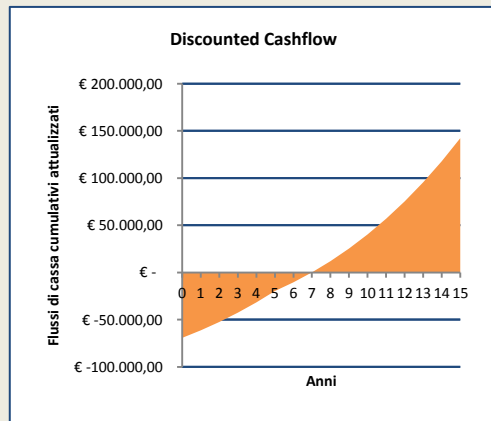 Discounted Cashflow
Flussi di cassa cumulativi attualizzati
€ 200.000,00
€ 150.000,00
€ 100.000,00
€ 50.000,00
€ -
€ -50.000,00
€ -100.000,00
0 1 2 3 4 5 6 7 8 9 10 11 12 13 14 15
Anni